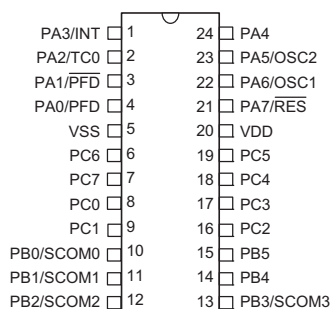 PA3/INT 1 24 PA4
PA2/TC0 2 23 PA5/OSC2
PA1/P̅F̅D̅ 3 22 PA6/OSC1
PA0/PFD 4 21 PA7/R̅E̅S̅
VSS 5 20 VDD
PC6 6 19 PC5
PC7 7 18 PC4
PC0 8 17 PC3
PC1 9 16 PC2
PB0/SCOM0 10 15 PB5
PB1/SCOM1 11 14 PB4
PB2/SCOM2 12 13 PB3/SCOM3